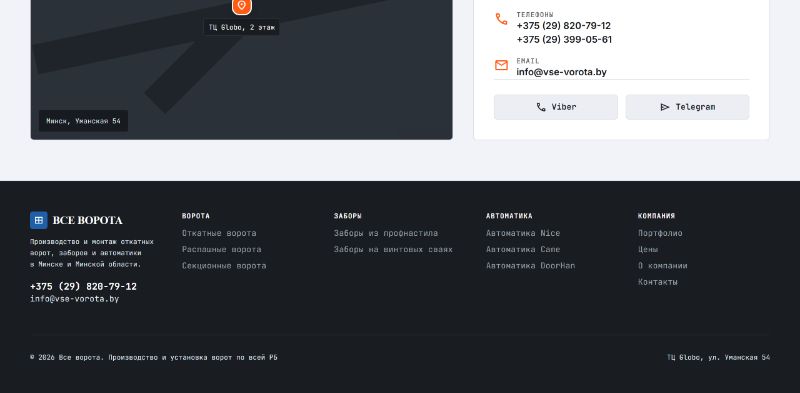 ТЦ Globo, 2 этаж
Минск, Уманская 54
ТЕЛЕФОНЫ
+375 (29) 820-79-12
+375 (29) 399-05-61
EMAIL
info@vse-vorota.by
Viber
Telegram
ВСЕ ВОРОТА
Производство и монтаж откатных
ворот, заборов и автоматики
в Минске и Минской области.
+375 (29) 820-79-12
info@vse-vorota.by
ВОРОТА
Откатные ворота
Распашные ворота
Секционные ворота
ЗАБОРЫ
Заборы из профнастила
Заборы на винтовых сваях
АВТОМАТИКА
Автоматика Nice
Автоматика Came
Автоматика DoorHan
КОМПАНИЯ
Портфолио
Цены
О компании
Контакты
© 2026 Все ворота. Производство и установка ворот по всей РБ
ТЦ Globo, ул. Уманская 54